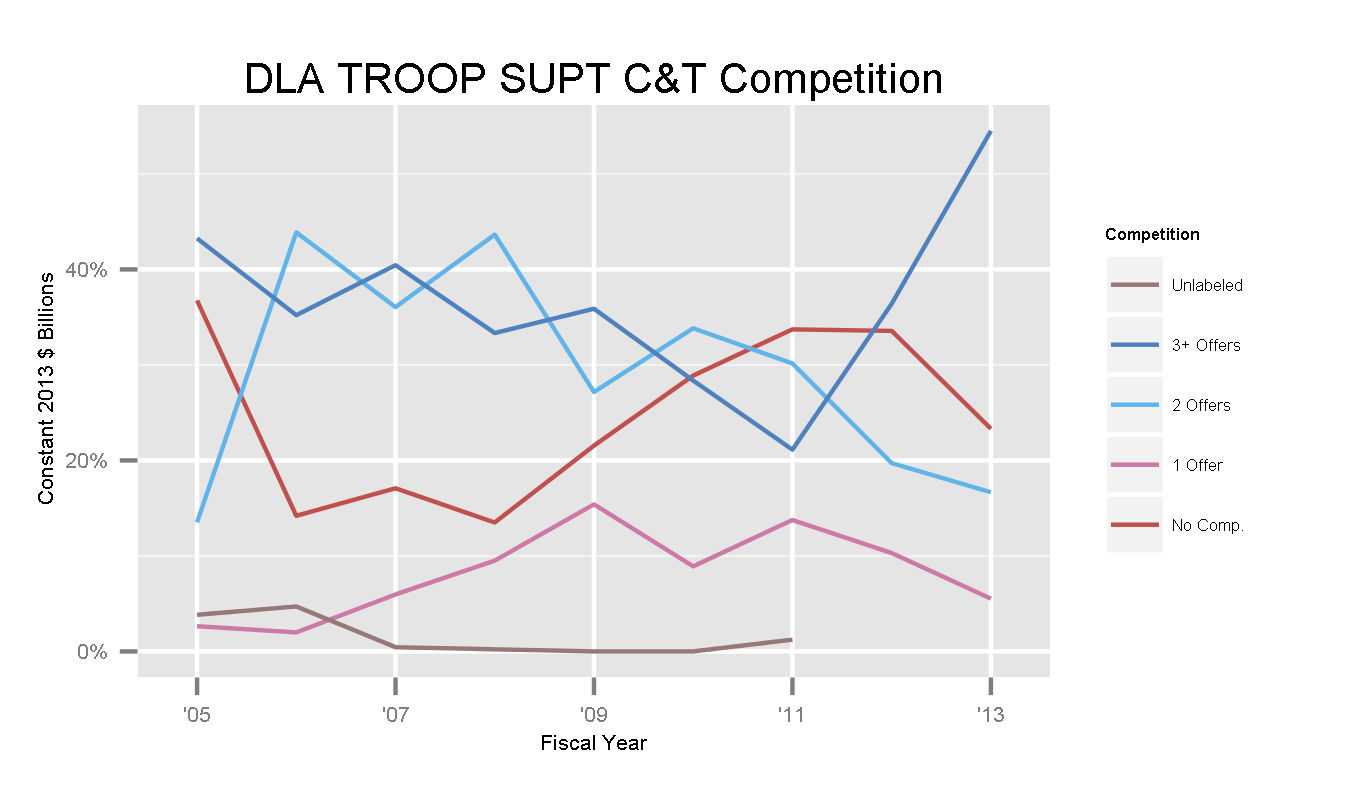 DLA TROOP SUPT C&T Competition
Constant 2013 $ Billions
40%
20%
0%
'05
'07
'09
'11
'13
Fiscal Year
Competition
Unlabeled
3+ Offers
2 Offers
1 Offer
No Comp.